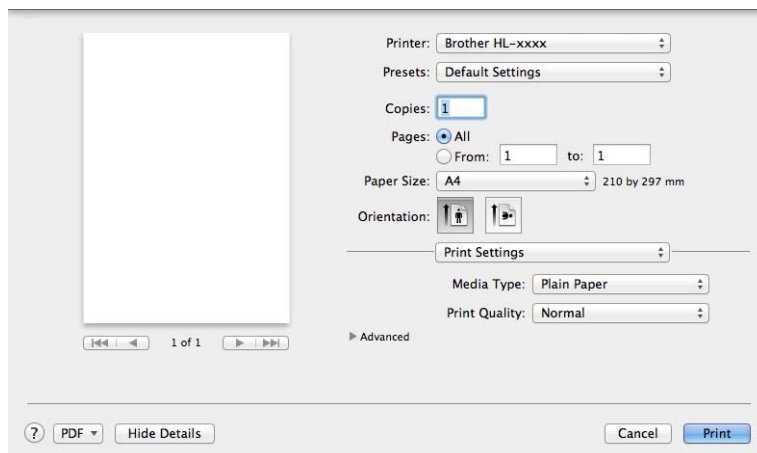 Printer: Brother HL-xxxx
Presets: Default Settings
Copies: 1
Pages: All
From: 1 to: 1
Paper Size: A4 210 by 297 mm
Orientation:
Print Settings
Media Type: Plain Paper
Print Quality: Normal
1 of 1
Advanced
? PDF Hide Details Cancel Print